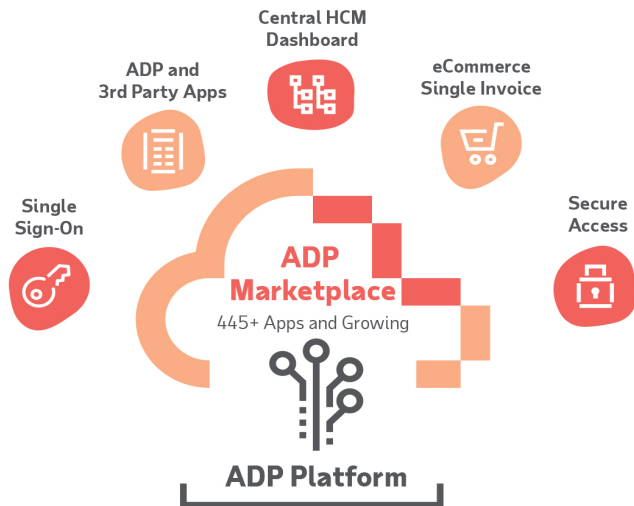 Central HCM
Dashboard
ADP and
3rd Party Apps
eCommerce
Single Invoice
Single
Sign-On
Secure
Access
ADP
Marketplace
445+ Apps and Growing
ADP Platform